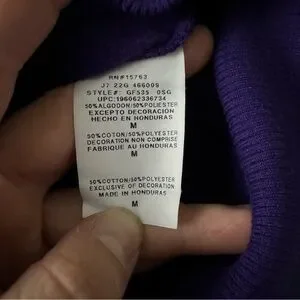 RN#15763
J7 22G 466009
STYLE#: GF535 0SG
UPC:196062336734
50%ALGODON/50%POLIESTER
EXCEPTO DECORACION
HECHO EN HONDURAS
M
50%COTON/50%POLYESTER
DECORATION NON COMPRISE
FABRIQUE AU HONDURAS
M
50%COTTON/50%POLYESTER
EXCLUSIVE OF DECORATION
MADE IN HONDURAS
M